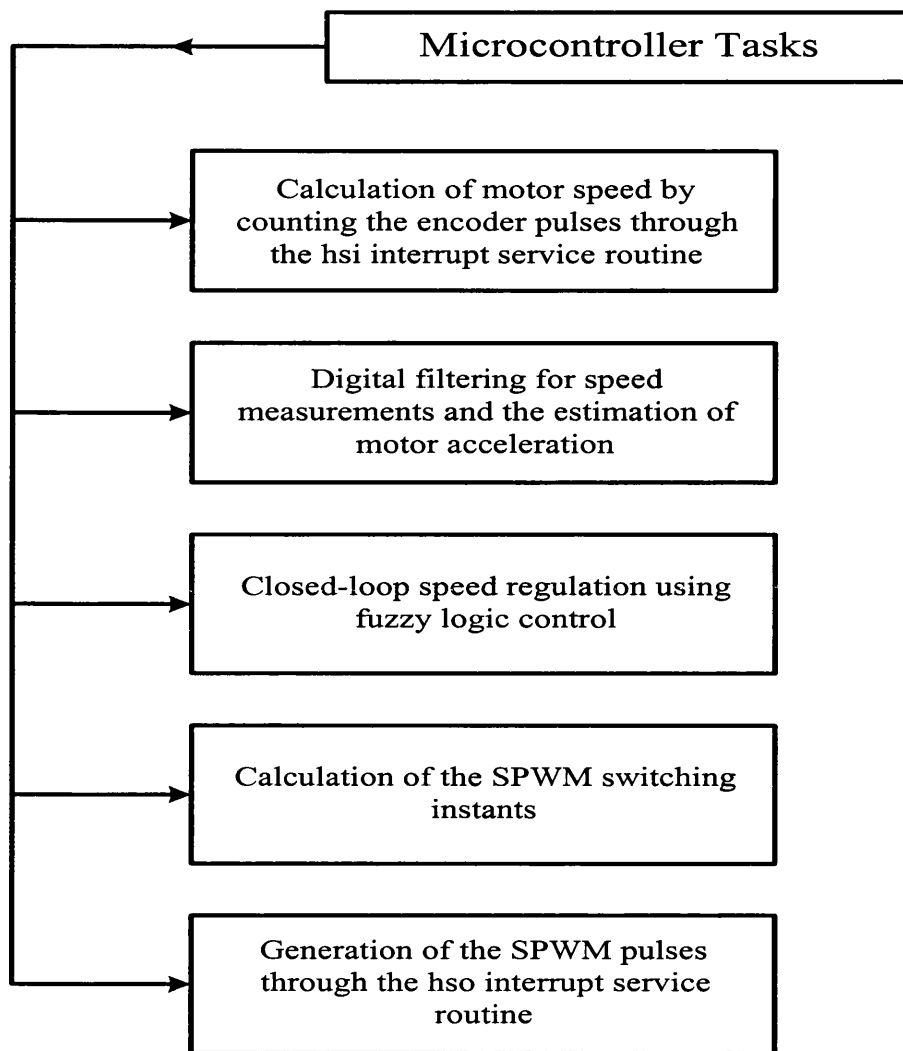 Microcontroller Tasks
Calculation of motor speed by
counting the encoder pulses through
the hsi interrupt service routine
Digital filtering for speed
measurements and the estimation of
motor acceleration
Closed-loop speed regulation using
fuzzy logic control
Calculation of the SPWM switching
instants
Generation of the SPWM pulses
through the hso interrupt service
routine